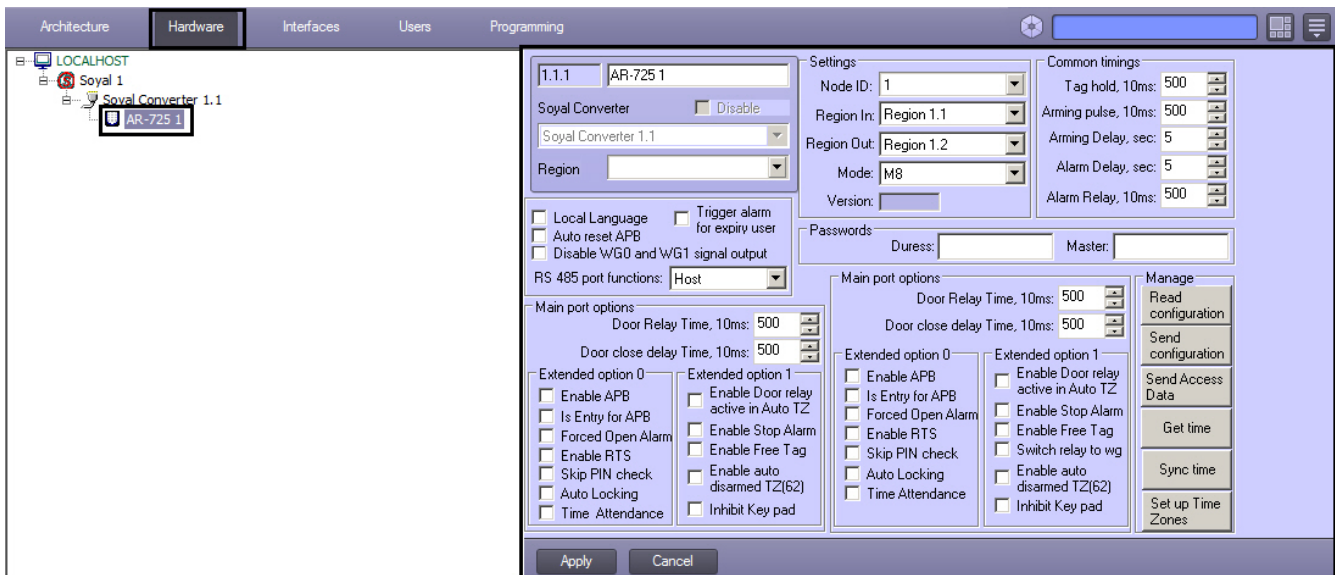 Architecture
Hardware
Interfaces
Users
Programming
LOCALHOST
Soyal 1
Soyal Converter 1.1
AR-725 1
1.1.1
AR-725 1
Soyal Converter
Disable
Soyal Converter 1.1
Region
Settings
Node ID: 1
Region In: Region 1.1
Region Out: Region 1.2
Mode: M8
Version:
Common timings
Tag hold, 10ms: 500
Arming pulse, 10ms: 500
Arming Delay, sec: 5
Alarm Delay, sec: 5
Alarm Relay, 10ms: 500
Local Language
Trigger alarm
for expiry user
Auto reset APB
Disable WG0 and WG1 signal output
RS 485 port functions: Host
Passwords
Duress:
Master:
Main port options
Door Relay Time, 10ms: 500
Door close delay Time, 10ms: 500
Extended option 0
Enable APB
Is Entry for APB
Forced Open Alarm
Enable RTS
Skip PIN check
Auto Locking
Time Attendance
Extended option 1
Enable Door relay
active in Auto TZ
Enable Stop Alarm
Enable Free Tag
Enable auto
disarmed TZ(62)
Inhibit Key pad
Main port options
Door Relay Time, 10ms: 500
Door close delay Time, 10ms: 500
Extended option 0
Enable APB
Is Entry for APB
Forced Open Alarm
Enable RTS
Skip PIN check
Auto Locking
Time Attendance
Extended option 1
Enable Door relay
active in Auto TZ
Enable Stop Alarm
Enable Free Tag
Switch relay to wg
Enable auto
disarmed TZ(62)
Inhibit Key pad
Manage
Read
configuration
Send
configuration
Send Access
Data
Get time
Sync time
Set up Time
Zones
Apply
Cancel